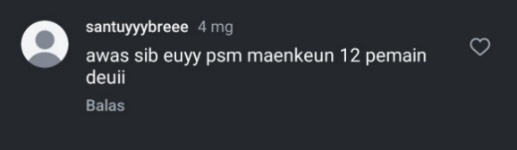 santuyyybreee 4 mg
awas sib euyy psm maenkeun 12 pemain
deuii
Balas